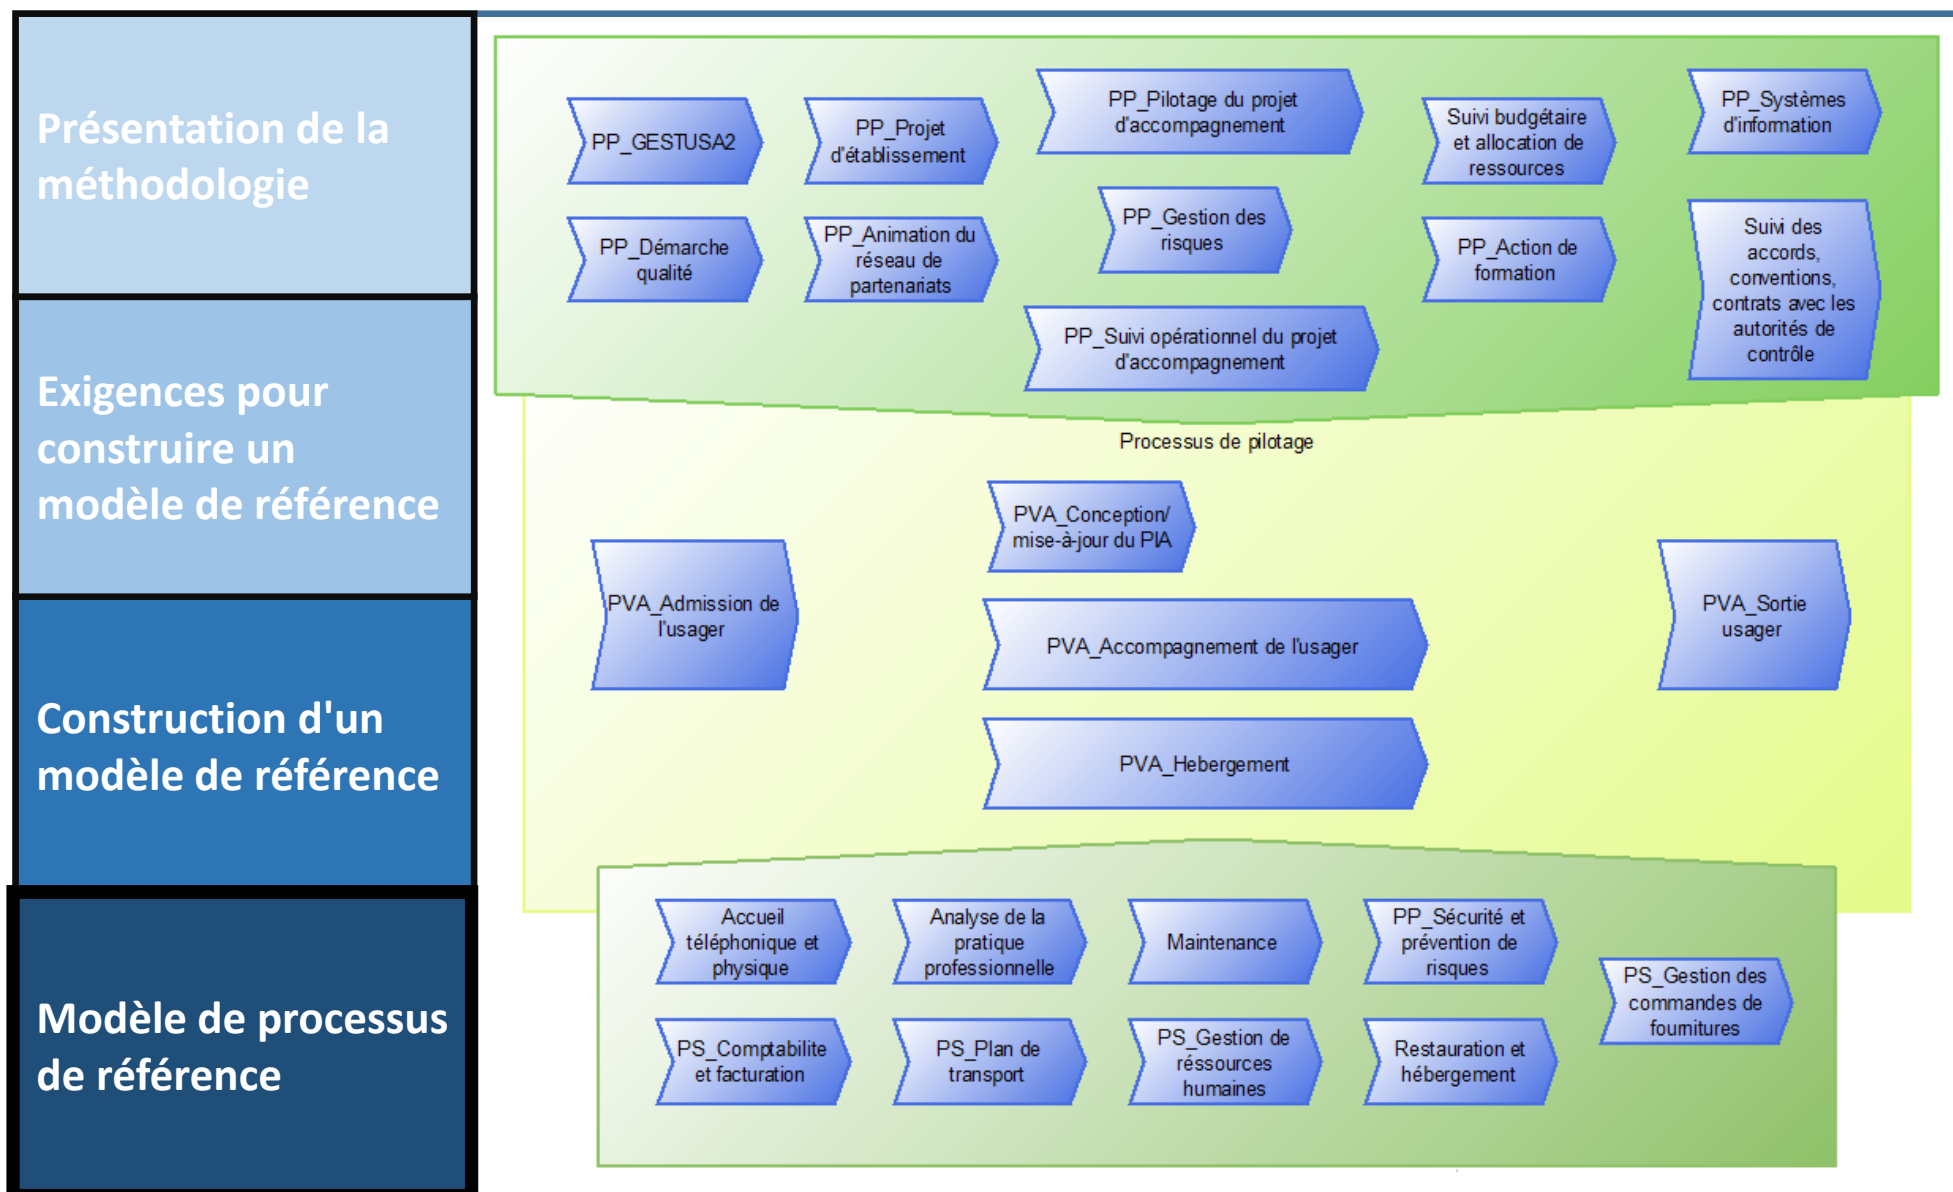 Présentation de la
méthodologie
Exigences pour
construire un
modèle de référence
Construction d'un
modèle de référence
Modèle de processus
de référence
PP_GESTUSA2
PP_Projet
d'établissement
PP_Pilotage du projet
d'accompagnement
Suivi budgétaire
et allocation de
ressources
PP_Systèmes
d'information
PP_Démarche
qualité
PP_Animation du
réseau de
partenariats
PP_Gestion des
risques
PP_Action de
formation
Suivi des
accords,
conventions,
contrats avec les
autorités de
contrôle
PP_Suivi opérationnel du projet
d'accompagnement
Processus de pilotage
PVA_Admission de
l'usager
PVA_Conception/
mise-à-jour du PIA
PVA_Accompagnement de l'usager
PVA_Hebergement
PVA_Sortie
usager
Accueil
téléphonique et
physique
Analyse de la
pratique
professionnelle
Maintenance
PP_Sécurité et
prévention de
risques
PS_Gestion des
commandes de
fournitures
PS_Comptabilite
et facturation
PS_Plan de
transport
PS_Gestion de
réssources
humaines
Restauration et
hébergement